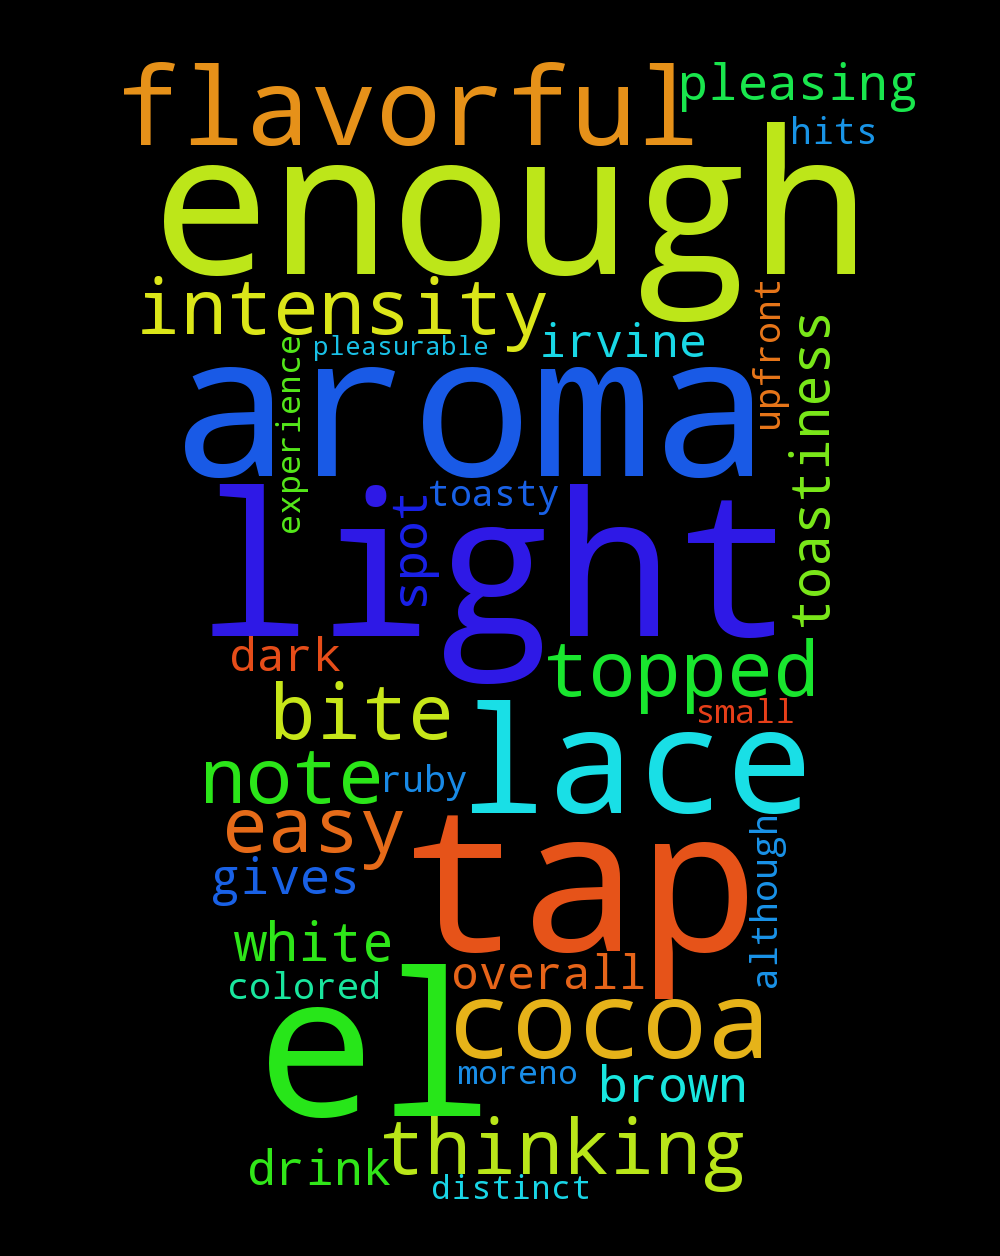 flavorful
pleasing
hits
enough
intensity
upfront
irvine
toastiness
pleasurable
experience
aroma
toasty
light
spot
dark
topped
bite
small
lace
note
ruby
easy
tap
although
gives
white
overall
colored
el
cocoa
moreno
brown
thinking
drink
distinct